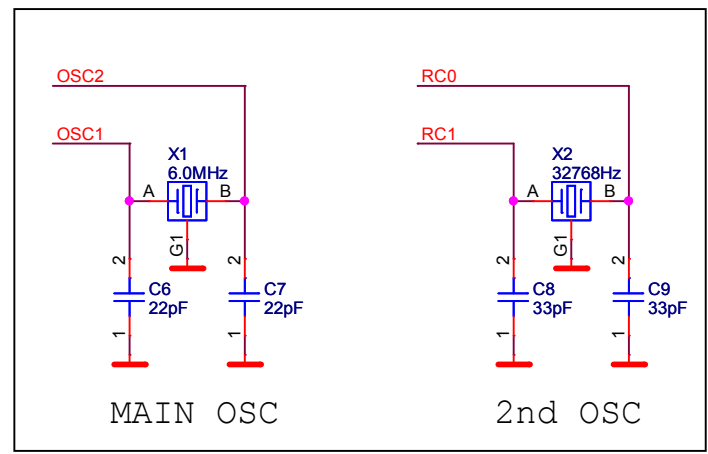 OSC2
OSC1
X1
6.0MHz
A
B
G1
2
C6
22pF
1
2
C7
22pF
1
MAIN OSC
RC0
RC1
X2
32768Hz
A
B
G1
2
C8
33pF
1
2
C9
33pF
1
2nd OSC